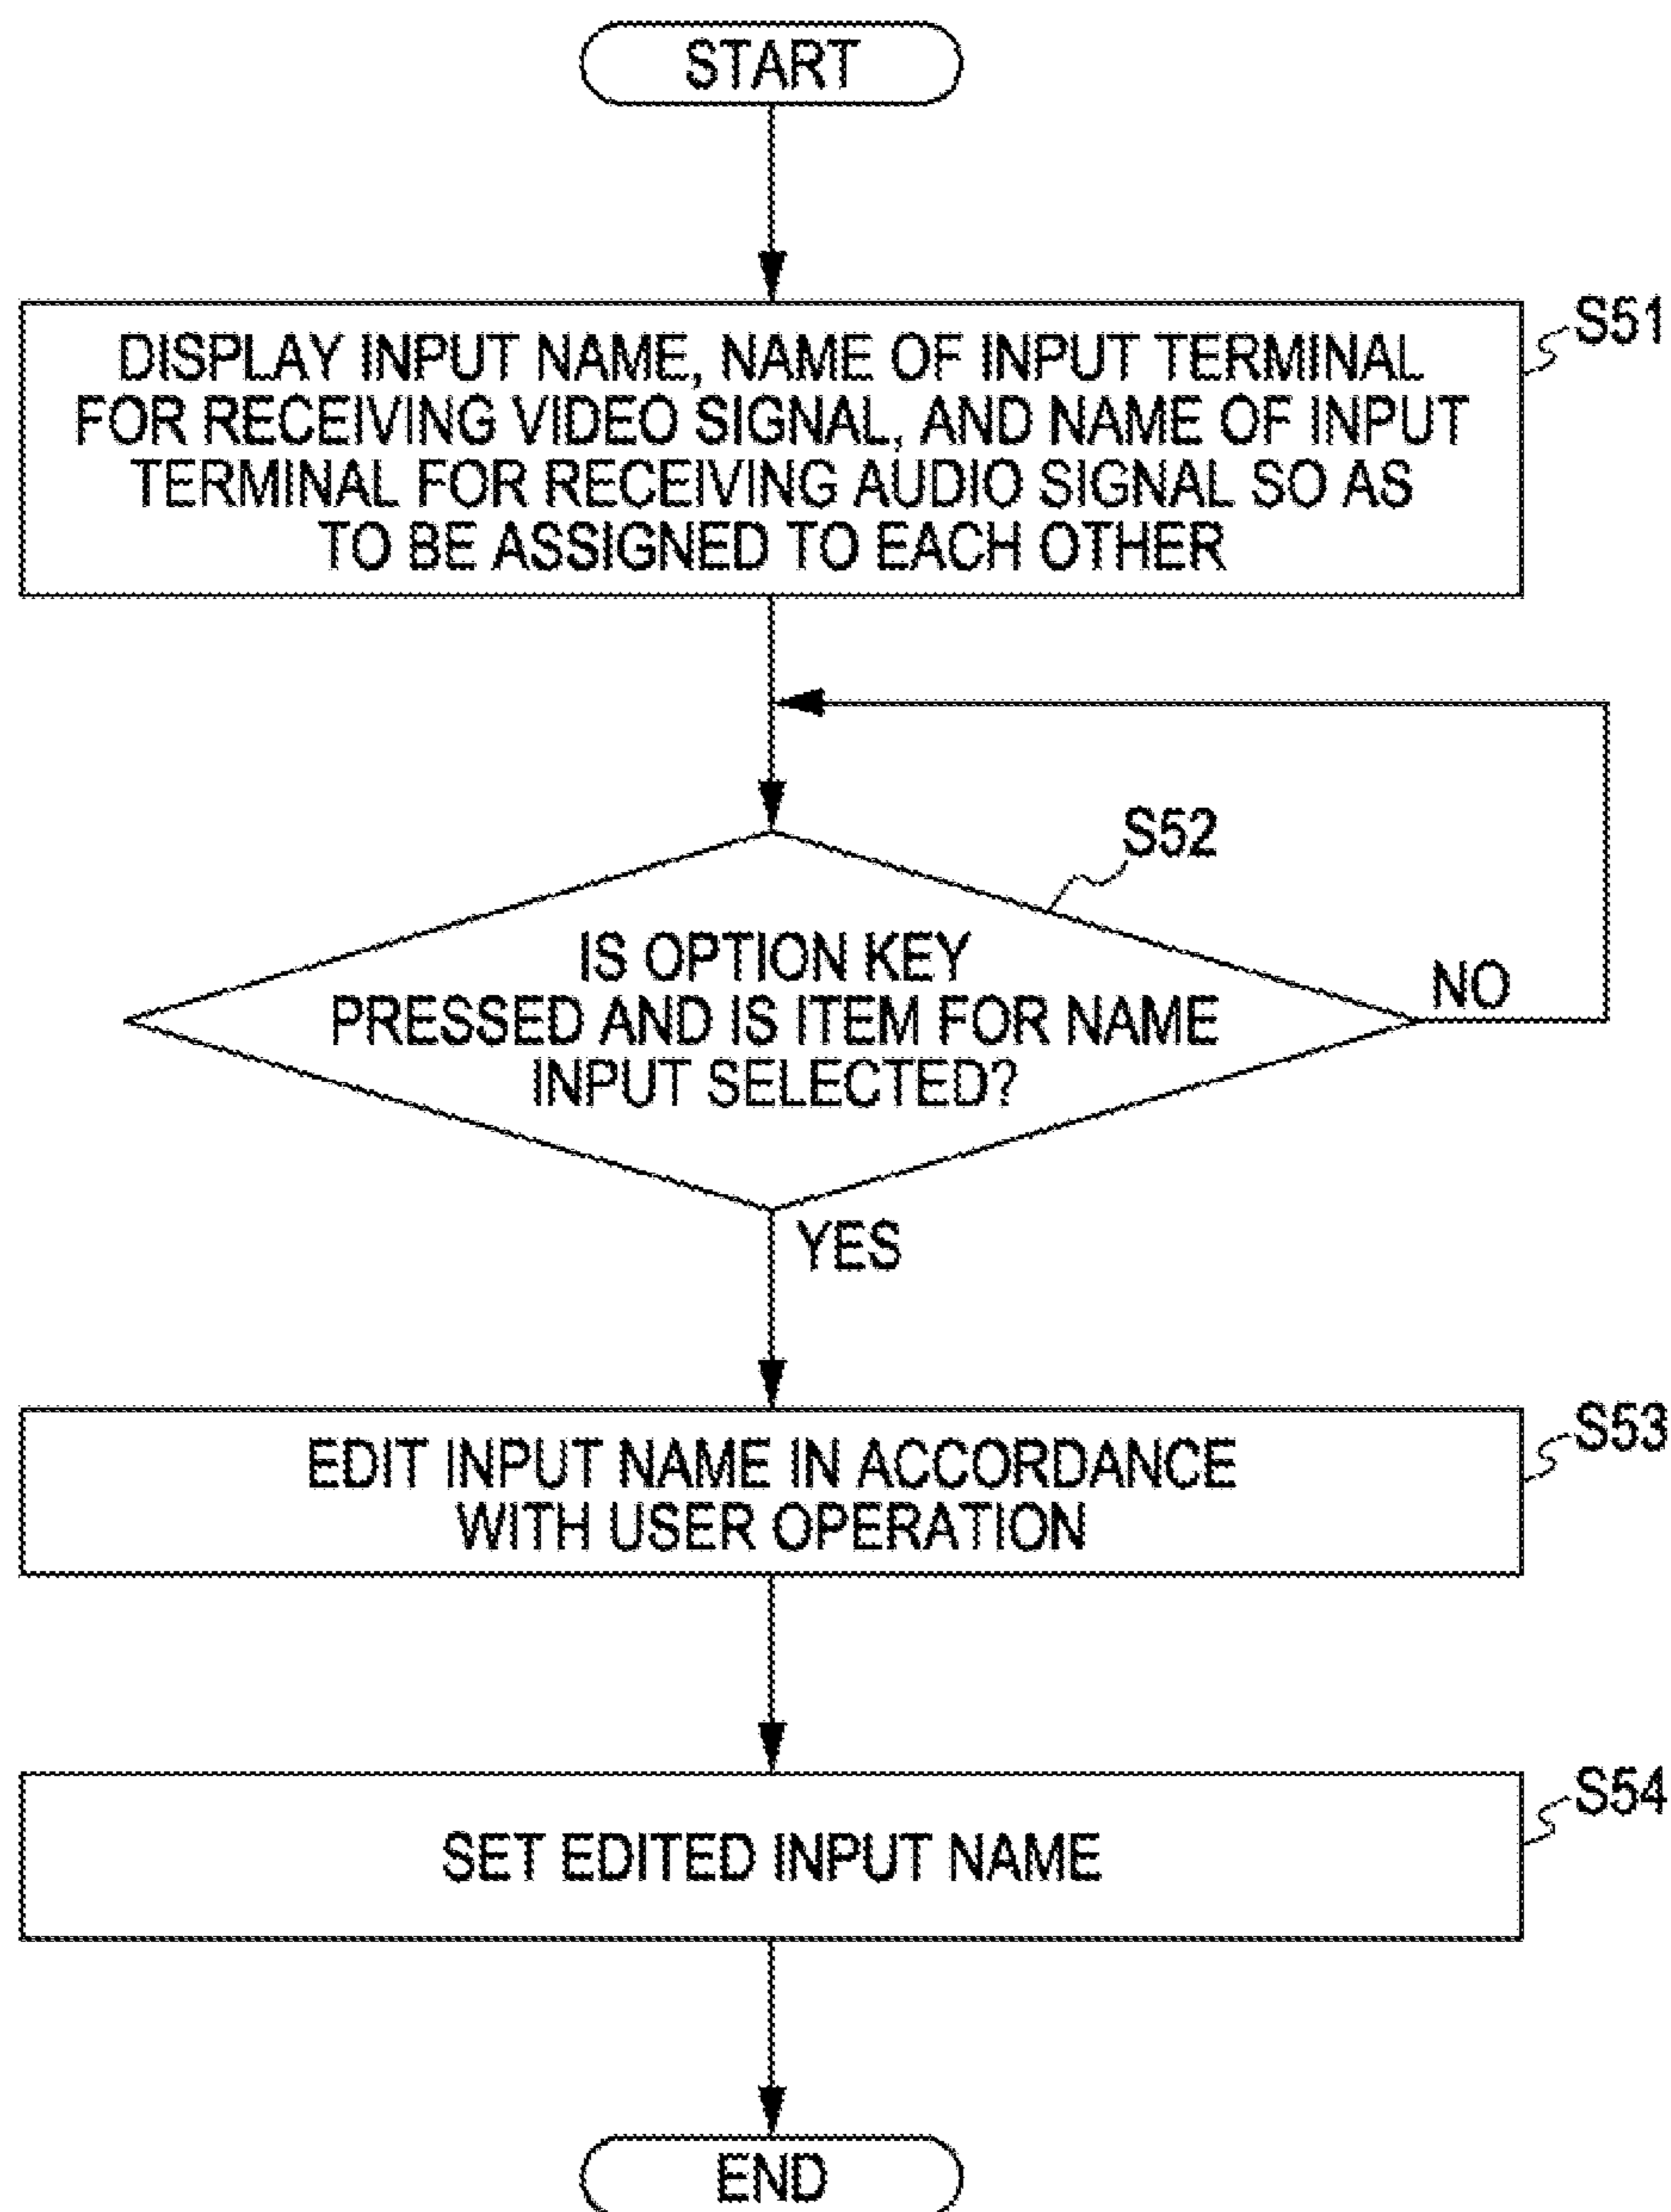 START
S51
DISPLAY INPUT NAME, NAME OF INPUT TERMINAL
FOR RECEIVING VIDEO SIGNAL, AND NAME OF INPUT
TERMINAL FOR RECEIVING AUDIO SIGNAL SO AS
TO BE ASSIGNED TO EACH OTHER
S52
IS OPTION KEY
PRESSED AND IS ITEM FOR NAME
INPUT SELECTED?
NO
YES
S53
EDIT INPUT NAME IN ACCORDANCE
WITH USER OPERATION
S54
SET EDITED INPUT NAME
END